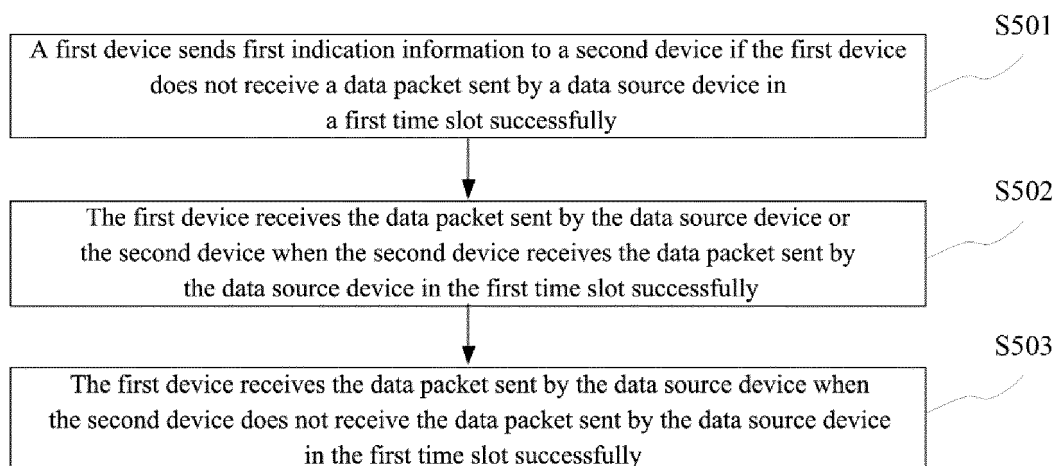 S501
A first device sends first indication information to a second device if the first device
does not receive a data packet sent by a data source device in
a first time slot successfully
S502
The first device receives the data packet sent by the data source device or
the second device when the second device receives the data packet sent by
the data source device in the first time slot successfully
S503
The first device receives the data packet sent by the data source device when
the second device does not receive the data packet sent by the data source device
in the first time slot successfully